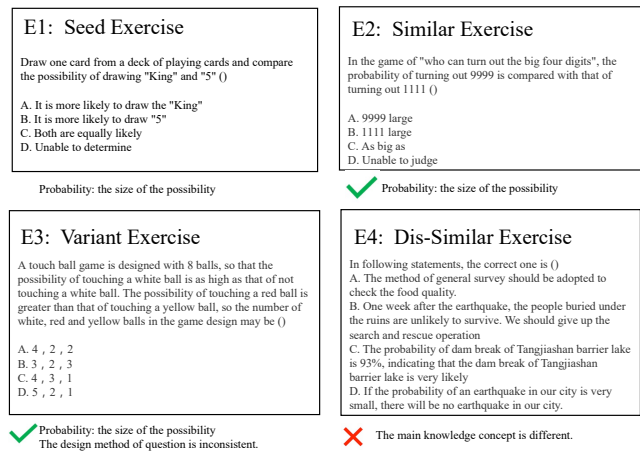 E1: Seed Exercise
Draw one card from a deck of playing cards and compare
the possibility of drawing "King" and "5" ()
A. It is more likely to draw the "King"
B. It is more likely to draw "5"
C. Both are equally likely
D. Unable to determine
Probability: the size of the possibility
E2: Similar Exercise
In the game of "who can turn out the big four digits", the
probability of turning out 9999 is compared with that of
turning out 1111 ()
A. 9999 large
B. 1111 large
C. As big as
D. Unable to judge
Probability: the size of the possibility
E3: Variant Exercise
A touch ball game is designed with 8 balls, so that the
possibility of touching a white ball is as high as that of not
touching a white ball. The possibility of touching a red ball is
greater than that of touching a yellow ball, so the number of
white, red and yellow balls in the game design may be ()
A. 4 , 2 , 2
B. 3 , 2 , 3
C. 4 , 3 , 1
D. 5 , 2 , 1
Probability: the size of the possibility
The design method of question is inconsistent.
E4: Dis-Similar Exercise
In following statements, the correct one is ()
A. The method of general survey should be adopted to
check the food quality.
B. One week after the earthquake, the people buried under
the ruins are unlikely to survive. We should give up the
search and rescue operation
C. The probability of dam break of Tangjiashan barrier lake
is 93%, indicating that the dam break of Tangjiashan
barrier lake is very likely
D. If the probability of an earthquake in our city is very
small, there will be no earthquake in our city.
The main knowledge concept is different.